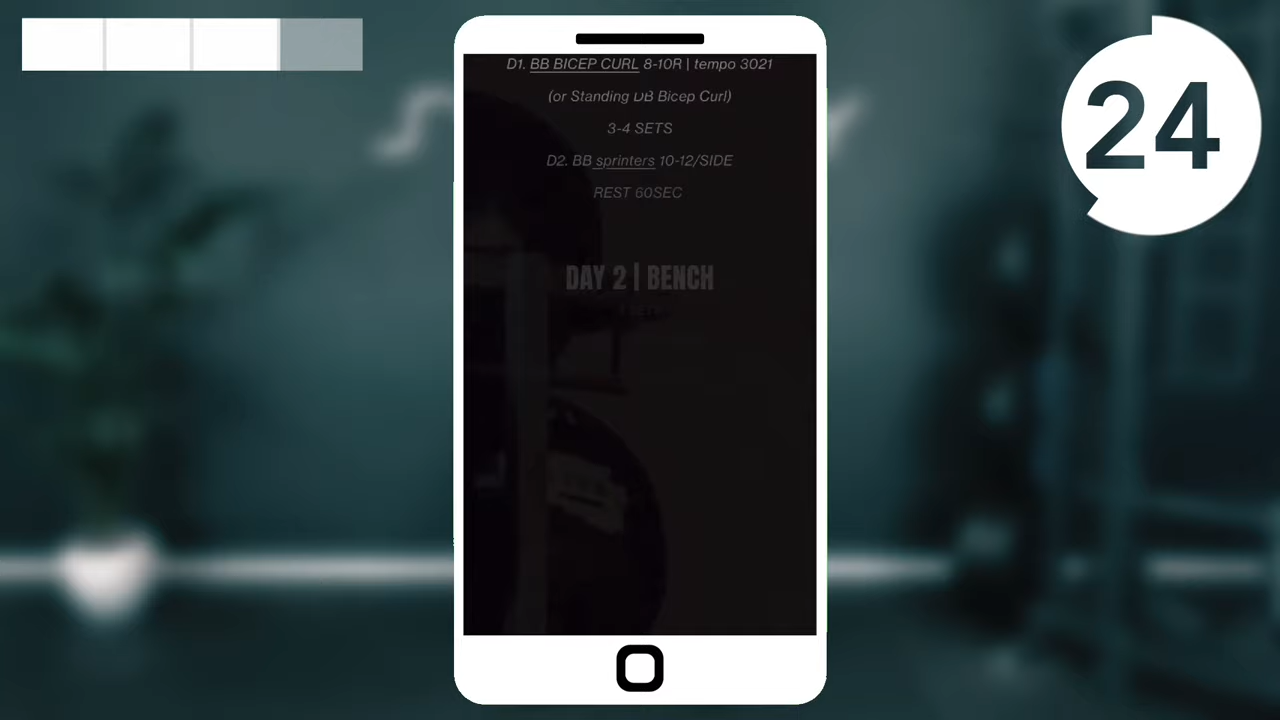 24
D1. BB BICEP CURL 8-10R | tempo 3021
(or Standing DB Bicep Curl)
3-4 SETS
D2. BB sprinters 10-12/SIDE
REST 60SEC
DAY 2 | BENCH